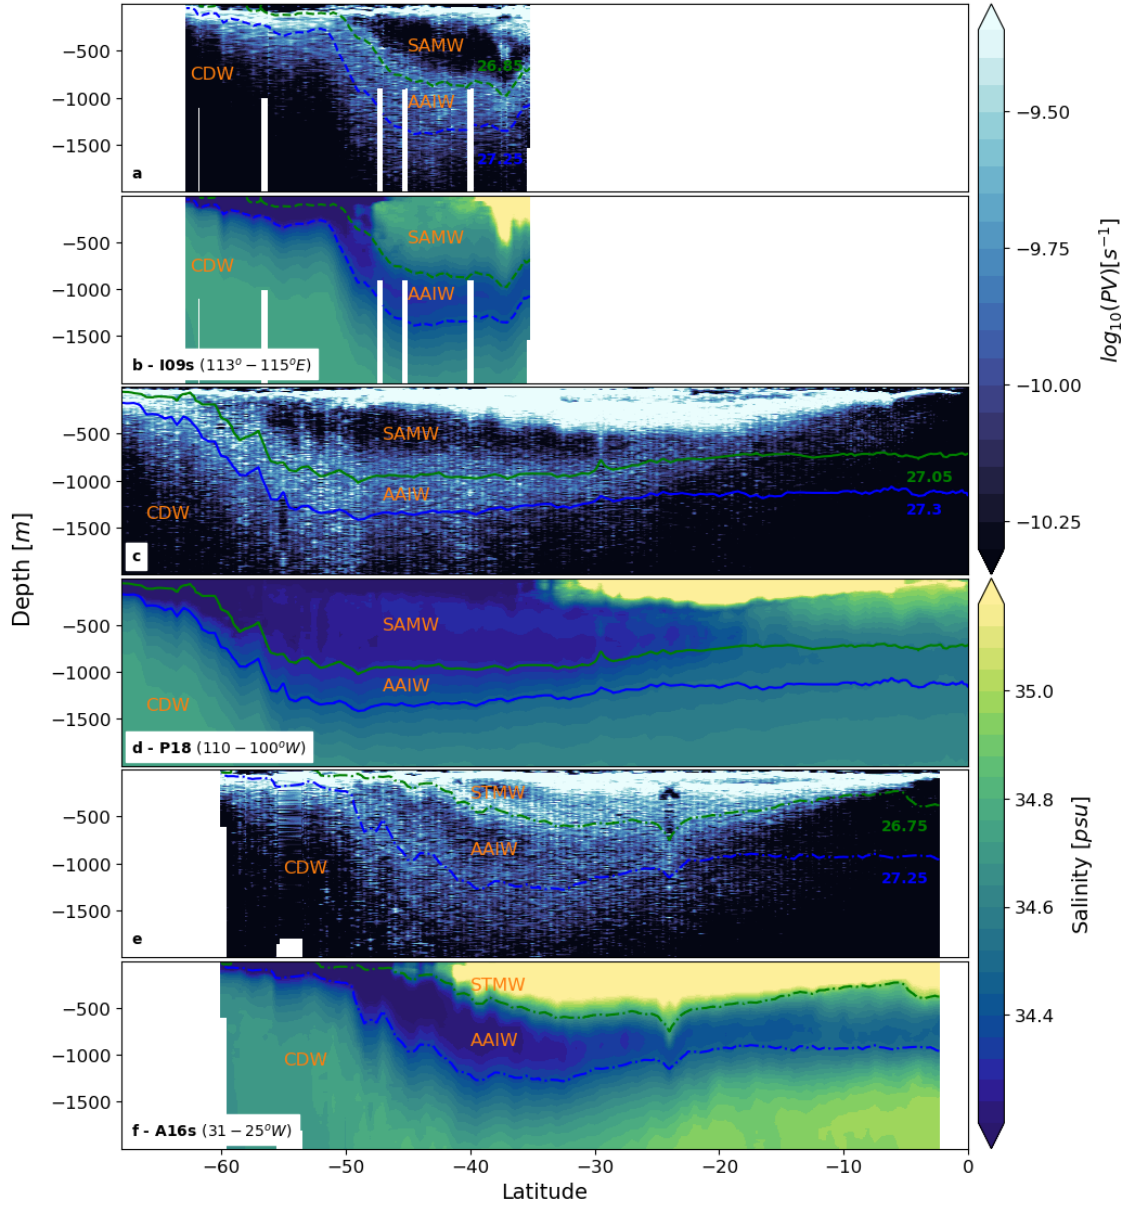 −500
−1000
−1500
CDW
SAMW
26.85
AAIW
27.25
a
−500
−1000
−1500
CDW
SAMW
AAIW
b - I09s (113° − 115°E)
−500
−1000
−1500
SAMW
AAIW
CDW
27.05
27.3
c
−500
−1000
−1500
SAMW
AAIW
CDW
d - P18 (110 − 100°W)
−500
−1000
−1500
STMW
AAIW
CDW
26.75
27.25
e
−500
−1000
−1500
STMW
AAIW
CDW
f - A16s (31 − 25°W)
−60
−50
−40
−30
−20
−10
0
Latitude
Depth [m]
−9.50
−9.75
−10.00
−10.25
log10(PV)[s−1]
35.0
34.8
34.6
34.4
Salinity [psu]